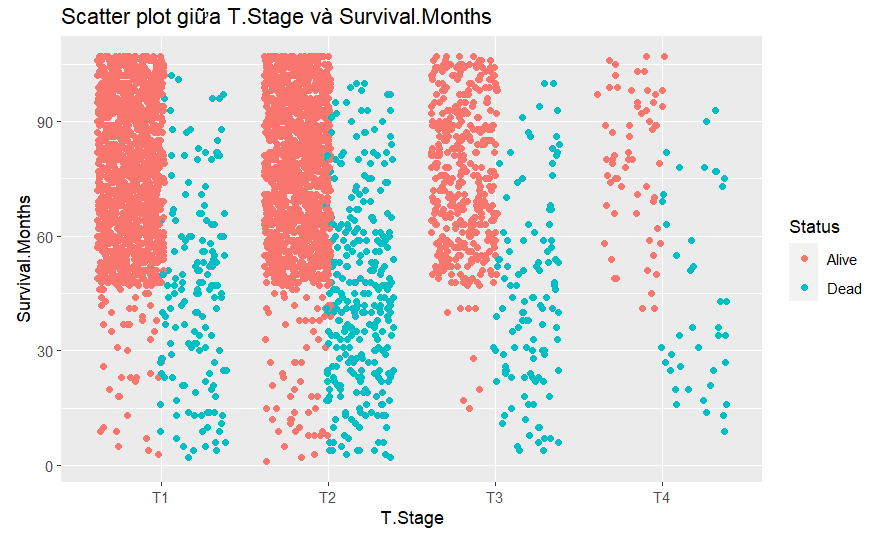 Scatter plot giữa T.Stage và Survival.Months
Survival.Months
90
60
30
0
T1 T2 T3 T4
T.Stage
Status
Alive
Dead